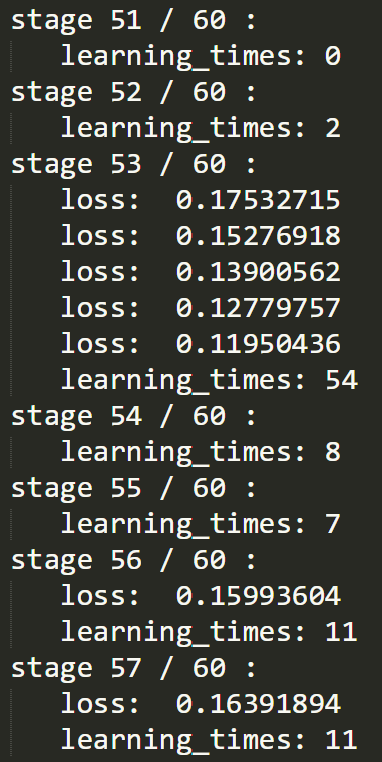 stage 51 / 60 :
learning_times: 0
stage 52 / 60 :
learning_times: 2
stage 53 / 60 :
loss:  0.17532715
loss:  0.15276918
loss:  0.13900562
loss:  0.12779757
loss:  0.11950436
learning_times: 54
stage 54 / 60 :
learning_times: 8
stage 55 / 60 :
learning_times: 7
stage 56 / 60 :
loss:  0.15993604
learning_times: 11
stage 57 / 60 :
loss:  0.16391894
learning_times: 11